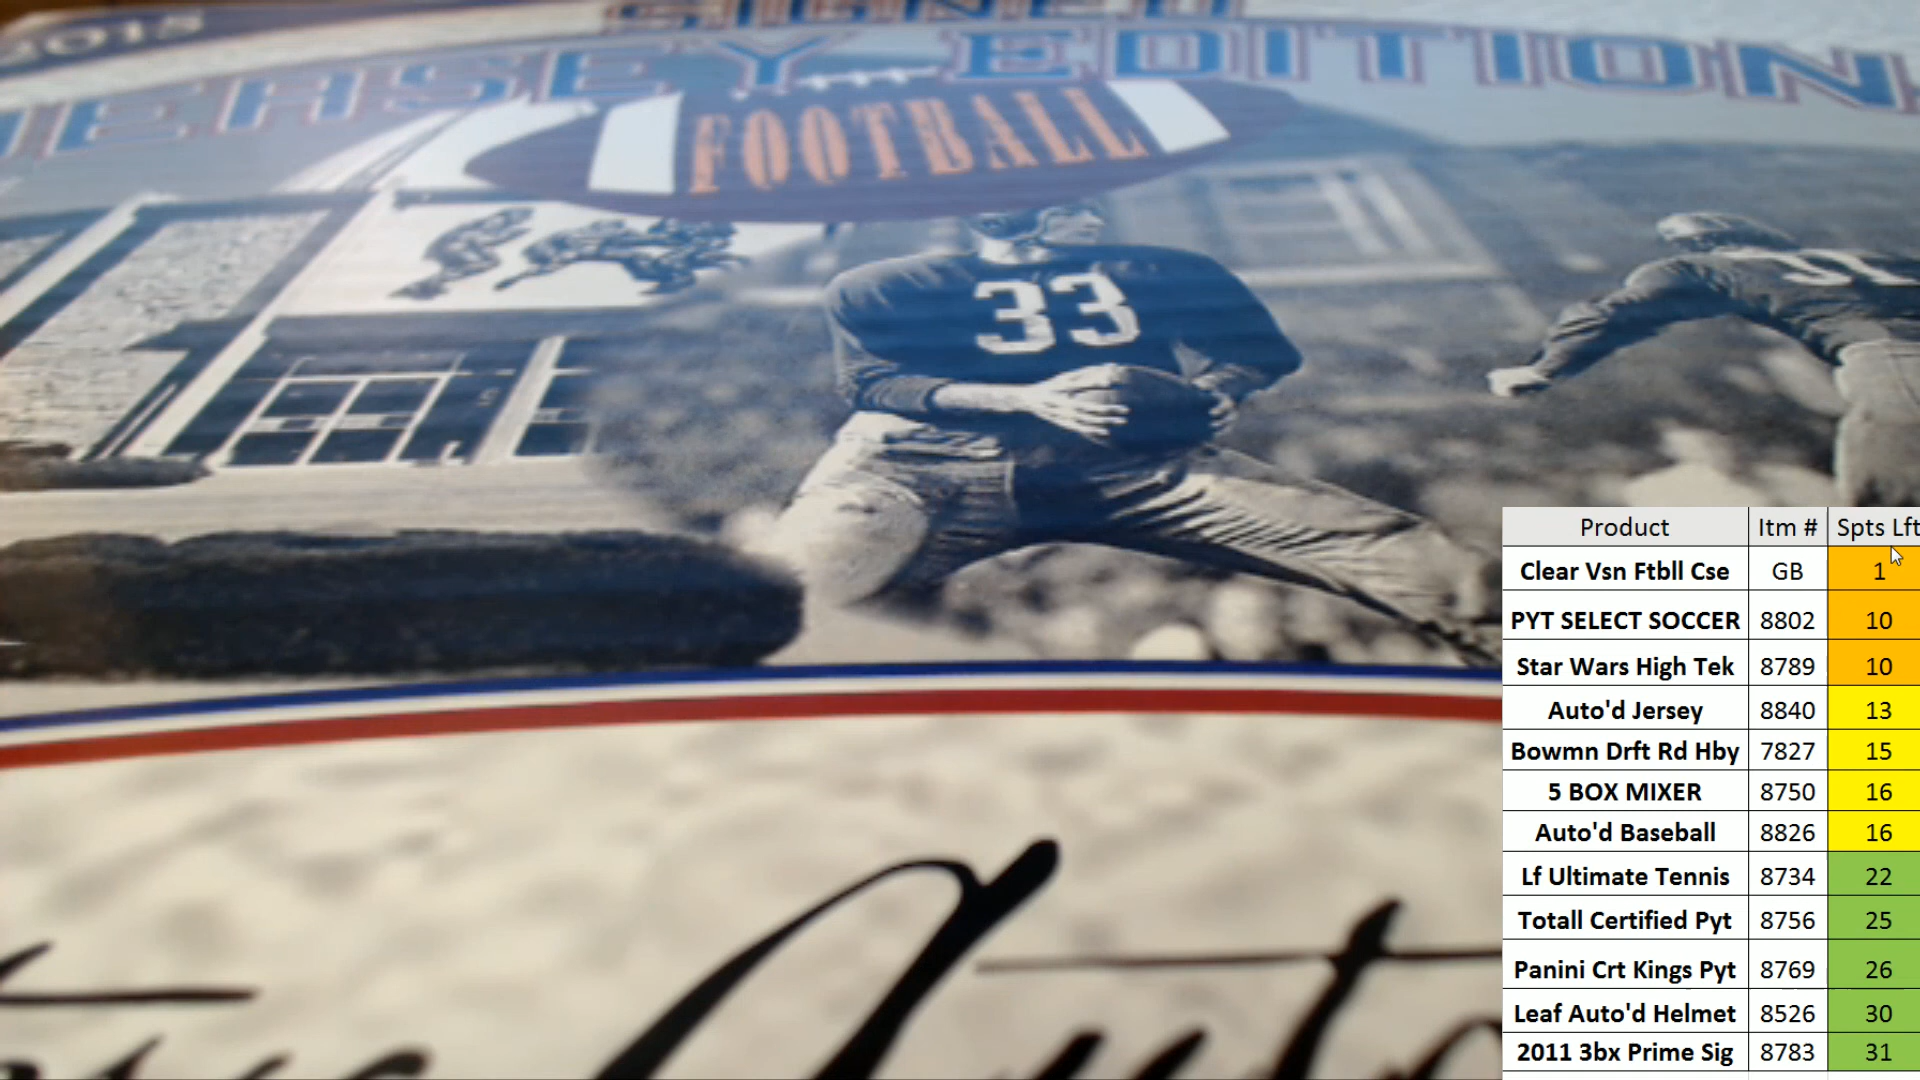 2015
SIGNED
JERSEY EDITION
FOOTBALL
33
31
Product Itm # Spts Lft
Clear Vsn Ftbll Cse GB 1
PYT SELECT SOCCER 8802 10
Star Wars High Tek 8789 10
Auto'd Jersey 8840 13
Bowmn Drft Rd Hby 7827 15
5 BOX MIXER 8750 16
Auto'd Baseball 8826 16
Lf Ultimate Tennis 8734 22
Totall Certified Pyt 8756 25
Panini Crt Kings Pyt 8769 26
Leaf Auto'd Helmet 8526 30
2011 3bx Prime Sig 8783 31